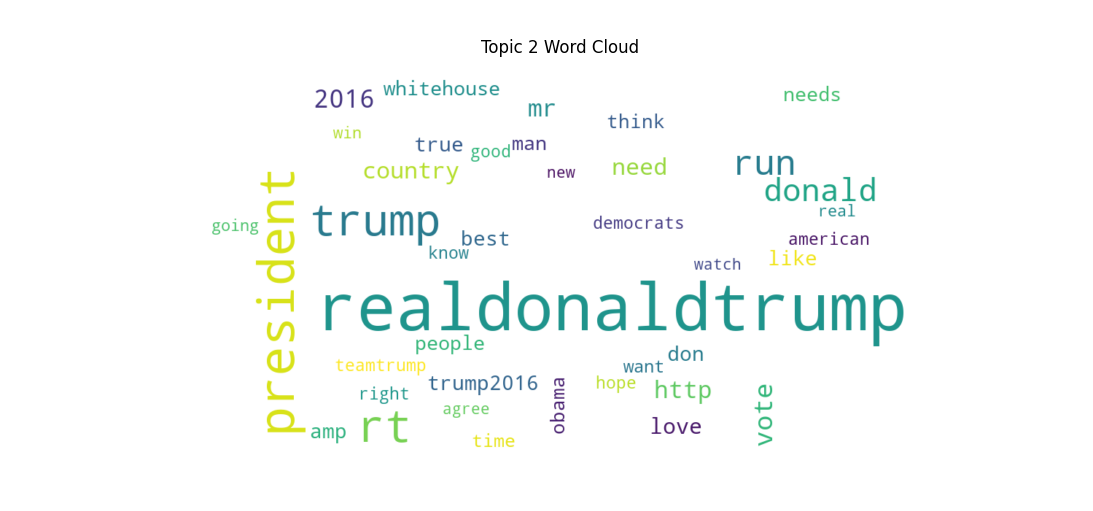 Topic 2 Word Cloud
2016 whitehouse mr needs
win true good man think
country new need run
president trump donald
going best know democrats real
american watch like
realdonaldtrump
people don
teamtrump want
right trump2016 obama hope http vote
agree
amp rt time love